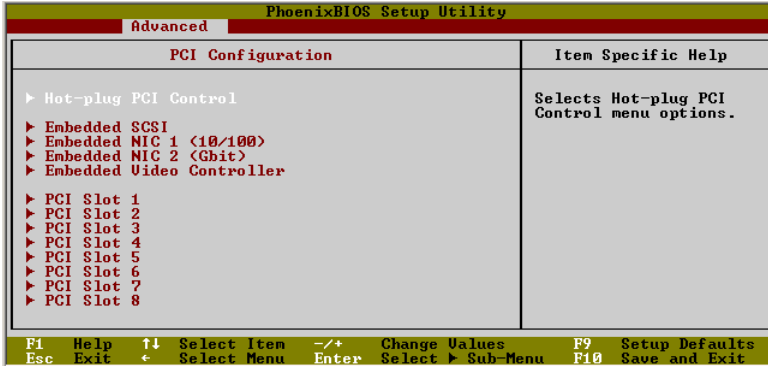 PhoenixBIOS Setup Utility
Advanced
PCI Configuration
Item Specific Help
▶ Hot-plug PCI Control
Selects Hot-plug PCI
Control menu options.
▶ Embedded SCSI
▶ Embedded NIC 1 (10/100)
▶ Embedded NIC 2 (Gbit)
▶ Embedded Video Controller
▶ PCI Slot 1
▶ PCI Slot 2
▶ PCI Slot 3
▶ PCI Slot 4
▶ PCI Slot 5
▶ PCI Slot 6
▶ PCI Slot 7
▶ PCI Slot 8
F1 Help ↑↓ Select Item -/+ Change Values F9 Setup Defaults
Esc Exit ← Select Menu Enter Select ▶ Sub-Menu F10 Save and Exit